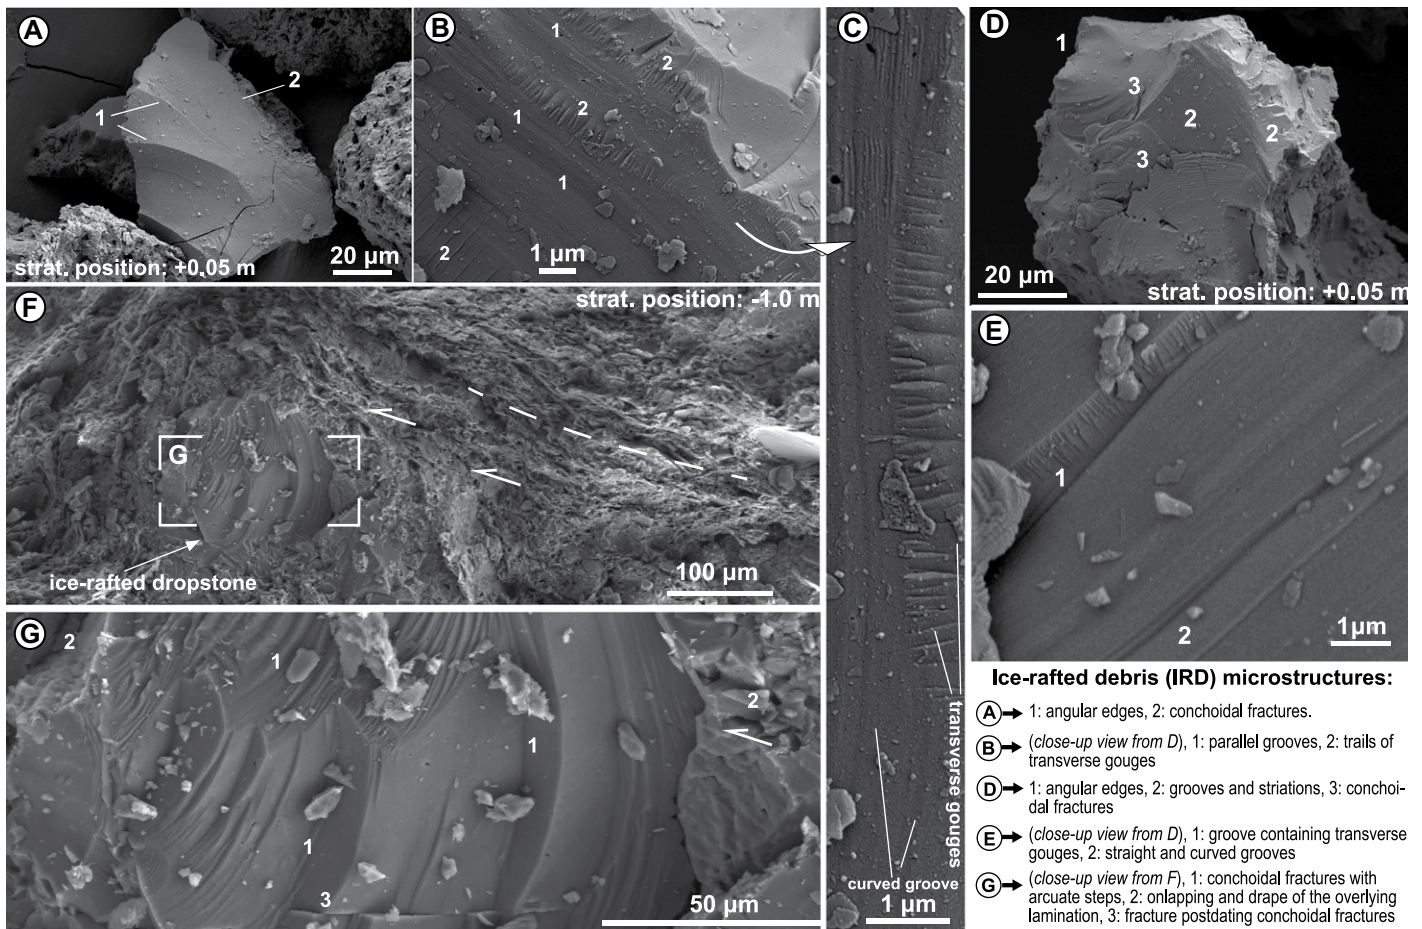 A
1
2
20 µm
strat. position: +0.05 m
B
1
2
1
2
1
2
1 µm
C
transverse gouges
curved groove
1 µm
D
1
3
2
2
3
20 µm
strat. position: +0.05 m
F
strat. position: -1.0 m
G
ice-rafted dropstone
100 µm
E
1
2
1µm
G
2
1
1
2
1
3
50 µm
Ice-rafted debris (IRD) microstructures:
A 1: angular edges, 2: conchoidal fractures.
B (close-up view from D), 1: parallel grooves, 2: trails of
transverse gouges
D 1: angular edges, 2: grooves and striations, 3: conchoi-
dal fractures
E (close-up view from D), 1: groove containing transverse
gouges, 2: straight and curved grooves
G (close-up view from F), 1: conchoidal fractures with
arcuate steps, 2: onlapping and drape of the overlying
lamination, 3: fracture postdating conchoidal fractures